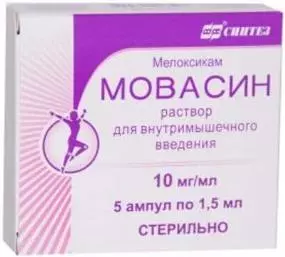 СИНТЕЗ
Мелоксикам
МОВАСИН
раствор
для внутримышечного
введения
10 мг/мл
5 ампул по 1,5 мл
СТЕРИЛЬНО